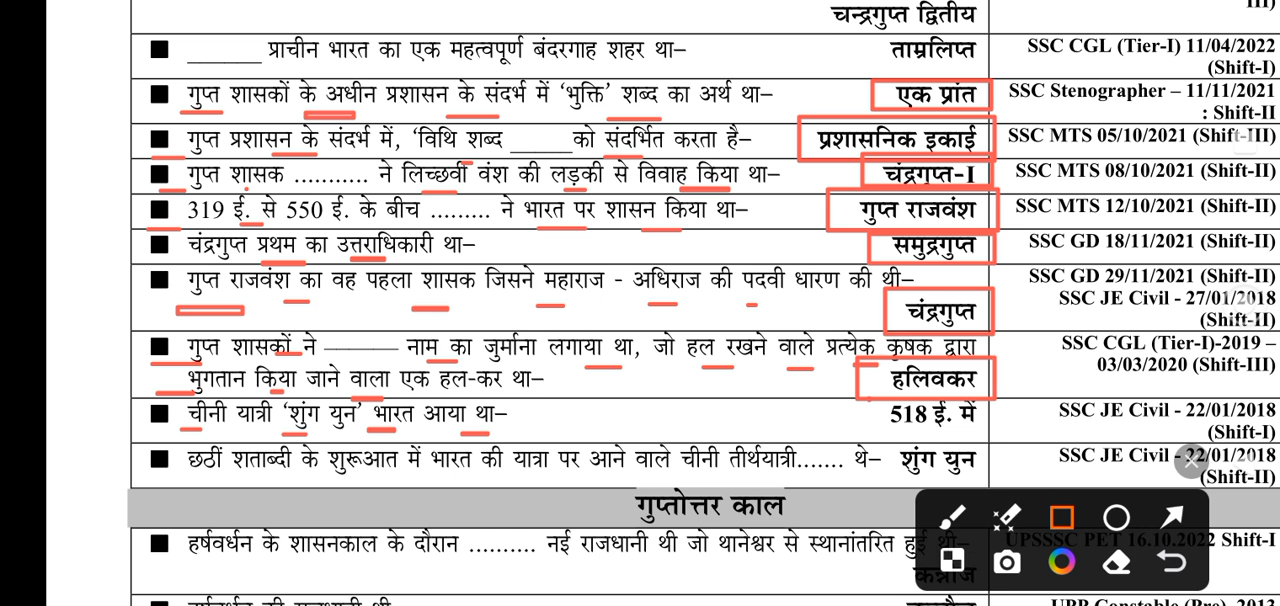 III)
चन्द्रगुप्त द्वितीय
■ ______ प्राचीन भारत का एक महत्वपूर्ण बंदरगाह शहर था– ताम्रलिप्त SSC CGL (Tier-I) 11/04/2022
(Shift-I)
■ गुप्त शासकों के अधीन प्रशासन के संदर्भ में ‘भुक्ति’ शब्द का अर्थ था– एक प्रांत SSC Stenographer – 11/11/2021
: Shift-II
■ गुप्त प्रशासन के संदर्भ में, ‘विथि शब्द _____को संदर्भित करता है– प्रशासनिक इकाई SSC MTS 05/10/2021 (Shift-III)
■ गुप्त शासक ........... ने लिच्छवी वंश की लड़की से विवाह किया था– चंद्रगुप्त-I SSC MTS 08/10/2021 (Shift-II)
■ 319 ई. से 550 ई. के बीच ......... ने भारत पर शासन किया था– गुप्त राजवंश SSC MTS 12/10/2021 (Shift-II)
■ चंद्रगुप्त प्रथम का उत्तराधिकारी था– समुद्रगुप्त SSC GD 18/11/2021 (Shift-II)
■ गुप्त राजवंश का वह पहला शासक जिसने महाराज - अधिराज की पदवी धारण की थी– SSC GD 29/11/2021 (Shift-II)
चंद्रगुप्त SSC JE Civil - 27/01/2018
(Shift-II)
■ गुप्त शासकों ने ______ नाम का जुर्माना लगाया था, जो हल रखने वाले प्रत्येक कृषक द्वारा SSC CGL (Tier-I)-2019 –
भुगतान किया जाने वाला एक हल-कर था– हलिवकर 03/03/2020 (Shift-III)
■ चीनी यात्री ‘शुंग युन’ भारत आया था– 518 ई. में SSC JE Civil - 22/01/2018
(Shift-I)
■ छठीं शताब्दी के शुरूआत में भारत की यात्रा पर आने वाले चीनी तीर्थयात्री....... थे– शुंग युन SSC JE Civil - 22/01/2018
(Shift-II)
गुप्तोत्तर काल
■ हर्षवर्धन के शासनकाल के दौरान .......... नई राजधानी थी जो थानेश्वर से स्थानांतरित हुई थी– UPSSSC PET 16.10.2022 Shift-I
कन्नौज